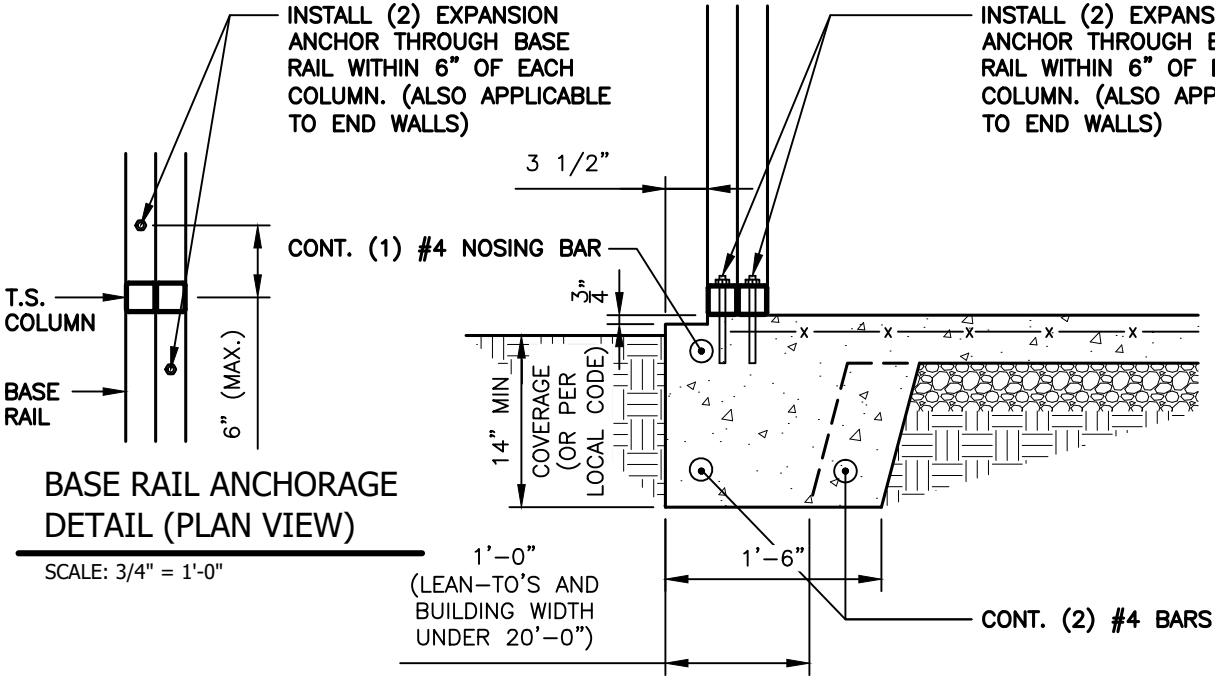 INSTALL (2) EXPANSION
ANCHOR THROUGH BASE
RAIL WITHIN 6" OF EACH
COLUMN. (ALSO APPLICABLE
TO END WALLS)
INSTALL (2) EXPANS
ANCHOR THROUGH
RAIL WITHIN 6" OF
COLUMN. (ALSO APP
TO END WALLS)
3 1/2"
CONT. (1) #4 NOSING BAR
3/4"
T.S.
COLUMN
6" (MAX.)
BASE
RAIL
14" MIN
COVERAGE
(OR PER
LOCAL CODE)
x x x x x
BASE RAIL ANCHORAGE
DETAIL (PLAN VIEW)
SCALE: 3/4" = 1'-0"
1'-0"
(LEAN-TO'S AND
BUILDING WIDTH
UNDER 20'-0")
1'-6"
CONT. (2) #4 BARS